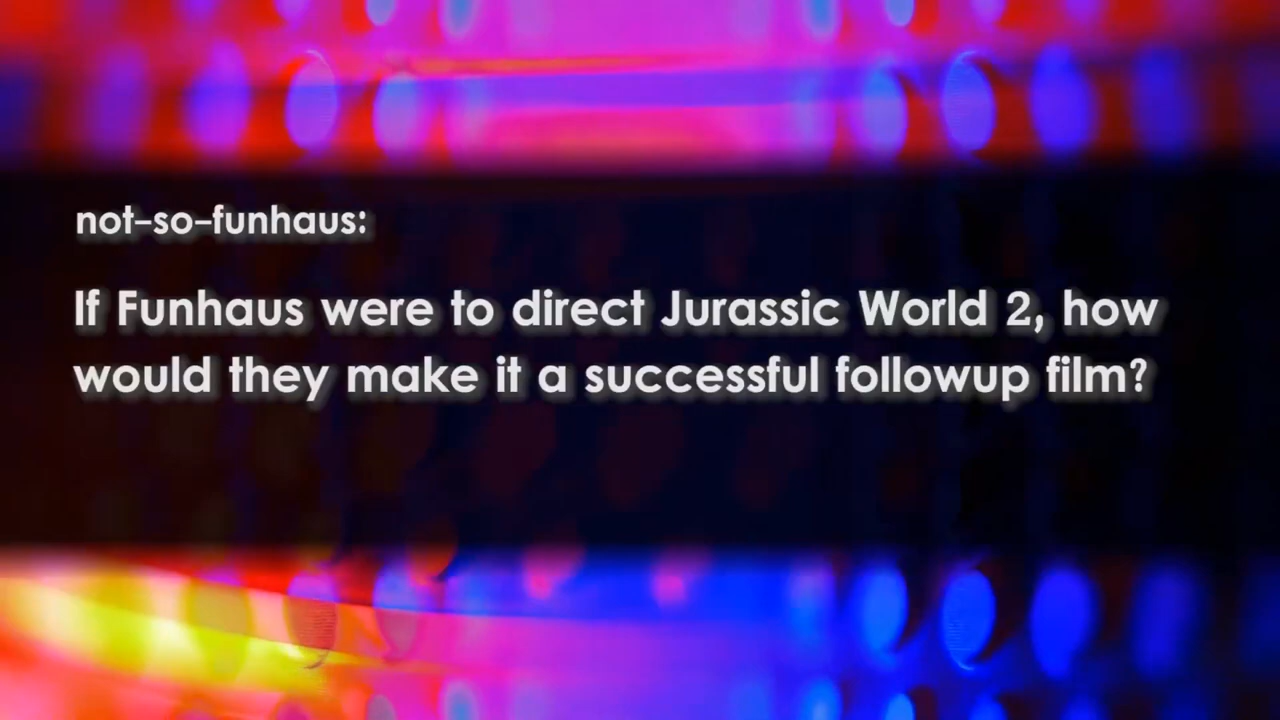 not-so-funhaus:
If Funhaus were to direct Jurassic World 2, how
would they make it a successful followup film?